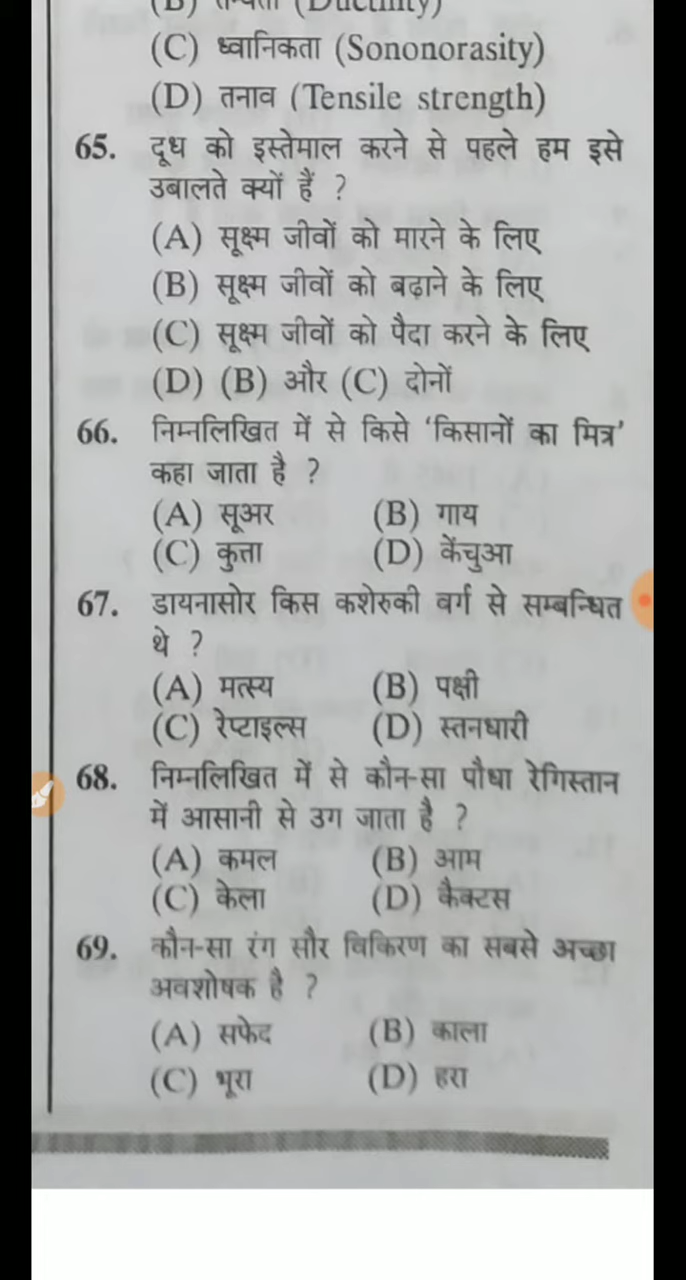 (C) ध्वानिकता (Sononorasity)
(D) तनाव (Tensile strength)
65. दूध को इस्तेमाल करने से पहले हम इसे
उबालते क्यों हैं ?
(A) सूक्ष्म जीवों को मारने के लिए
(B) सूक्ष्म जीवों को बढाने के लिए
(C) सूक्ष्म जीवों को पैदा करने के लिए
(D) (B) और (C) दोनों
66. निम्नलिखित में से किसे ‘किसानों का मित्र’
कहा जाता है ?
(A) सूअर (B) गाय
(C) कुत्ता (D) केंचुआ
67. डायनासोर किस कशेरुकी वर्ग से सम्बन्धित
थे ?
(A) मत्स्य (B) पक्षी
(C) रेप्टाइल्स (D) स्तनधारी
68. निम्नलिखित में से कौन-सा पौधा रेगिस्तान
में आसानी से उग जाता है ?
(A) कमल (B) आम
(C) केला (D) कैक्टस
69. कौन-सा रंग सौर विकिरण का सबसे अच्छा
अवशोषक है ?
(A) सफेद (B) काला
(C) भूरा (D) हरा